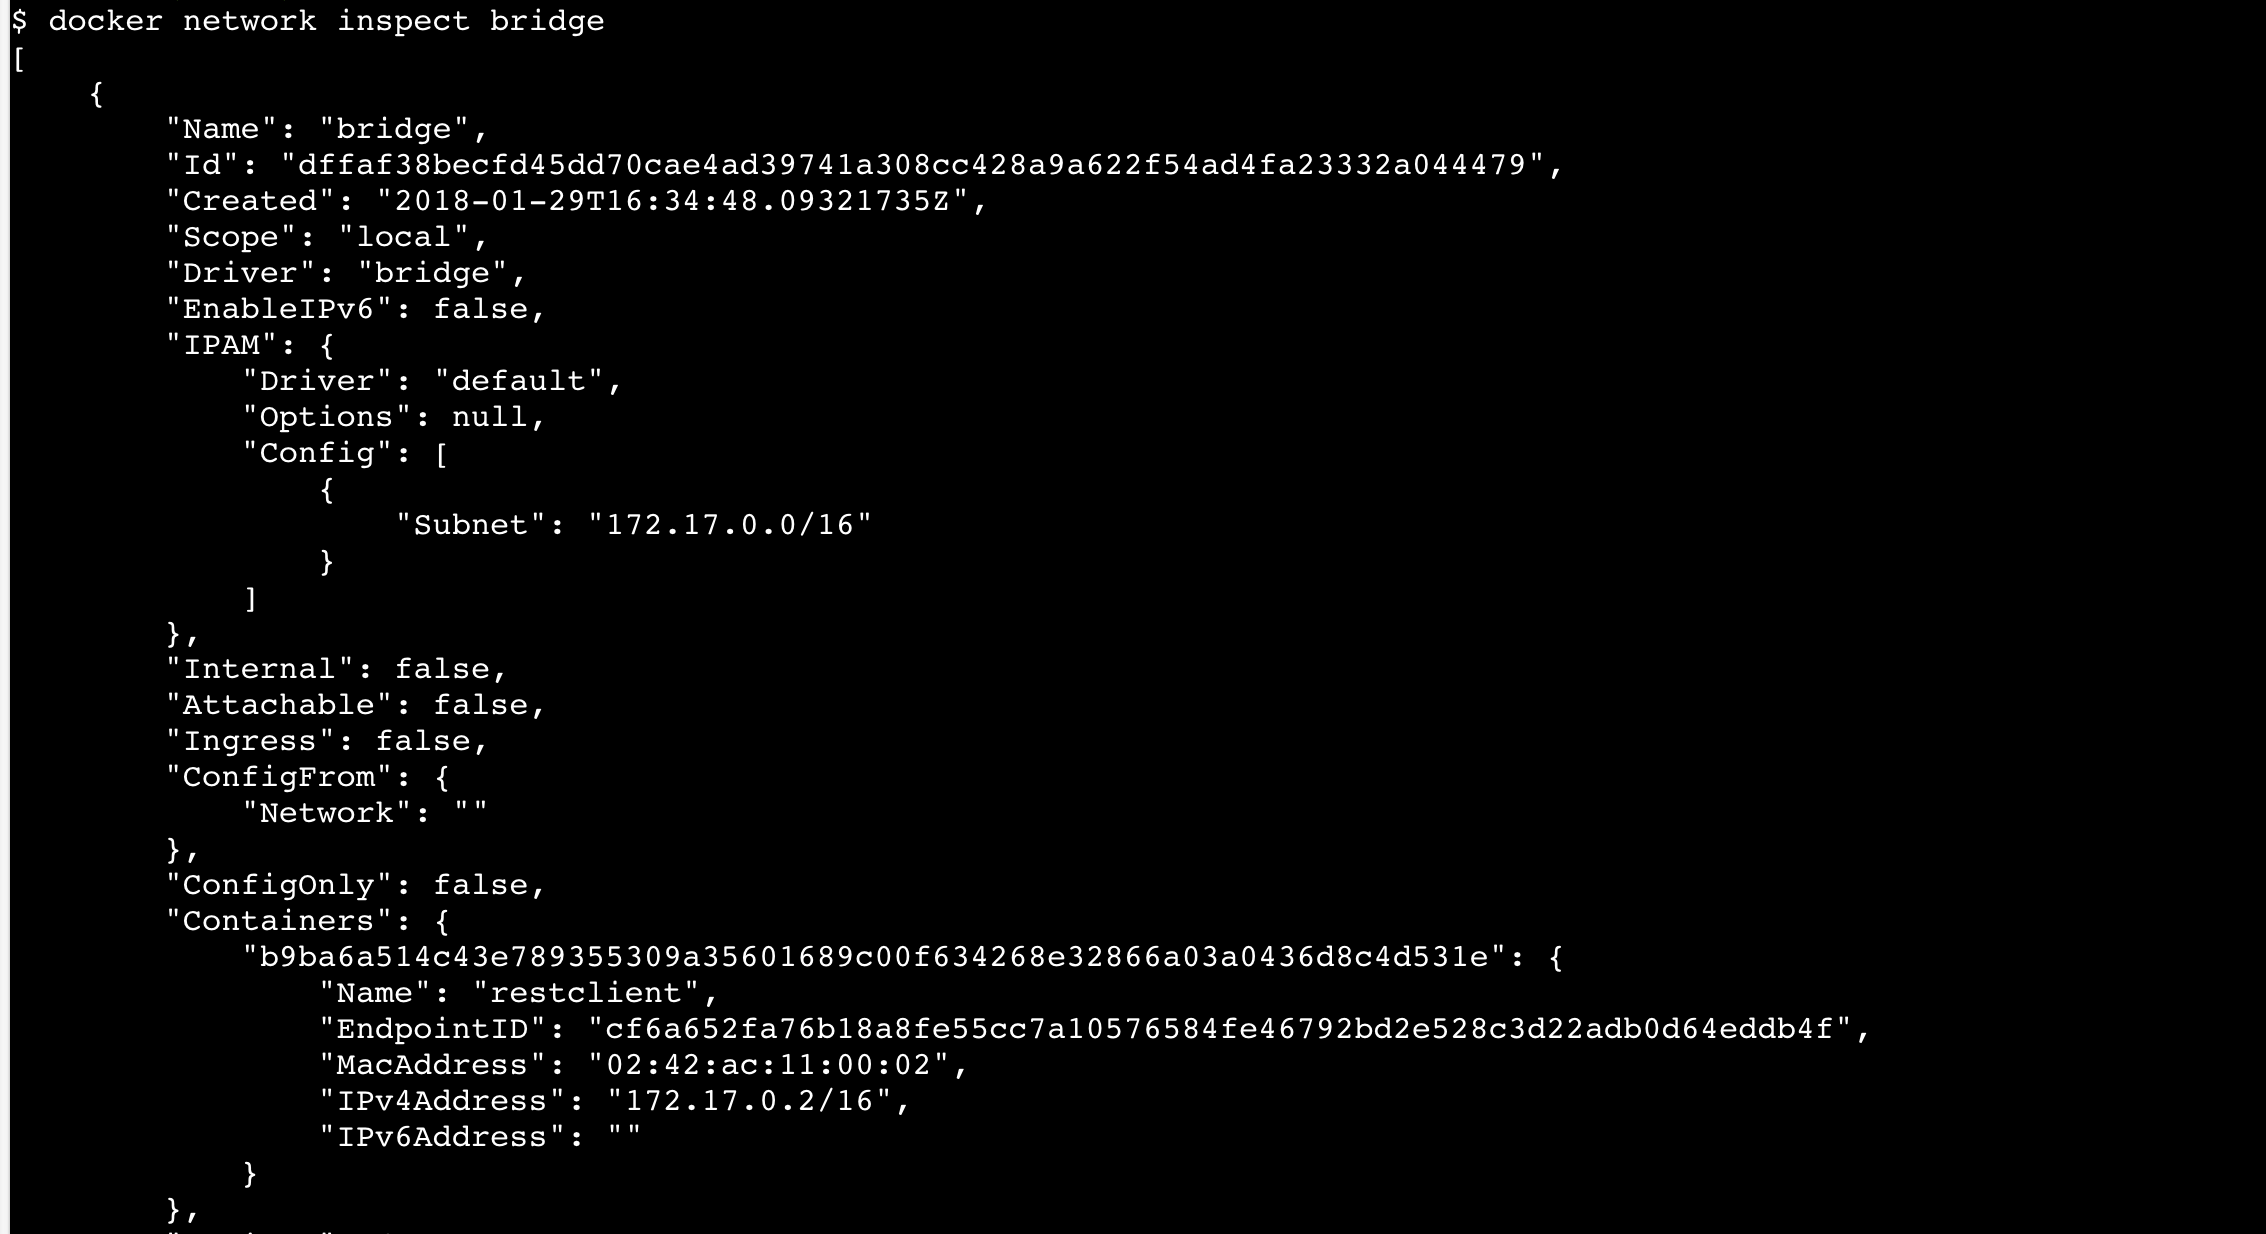 $ docker network inspect bridge
[
    {
        "Name": "bridge",
        "Id": "dffaf38becfd45dd70cae4ad39741a308cc428a9a622f54ad4fa23332a044479",
        "Created": "2018-01-29T16:34:48.09321735Z",
        "Scope": "local",
        "Driver": "bridge",
        "EnableIPv6": false,
        "IPAM": {
            "Driver": "default",
            "Options": null,
            "Config": [
                {
                    "Subnet": "172.17.0.0/16"
                }
            ]
        },
        "Internal": false,
        "Attachable": false,
        "Ingress": false,
        "ConfigFrom": {
            "Network": ""
        },
        "ConfigOnly": false,
        "Containers": {
            "b9ba6a514c43e789355309a35601689c00f634268e32866a03a0436d8c4d531e": {
                "Name": "restclient",
                "EndpointID": "cf6a652fa76b18a8fe55cc7a10576584fe46792bd2e528c3d22adb0d64eddb4f",
                "MacAddress": "02:42:ac:11:00:02",
                "IPv4Address": "172.17.0.2/16",
                "IPv6Address": ""
            }
        },